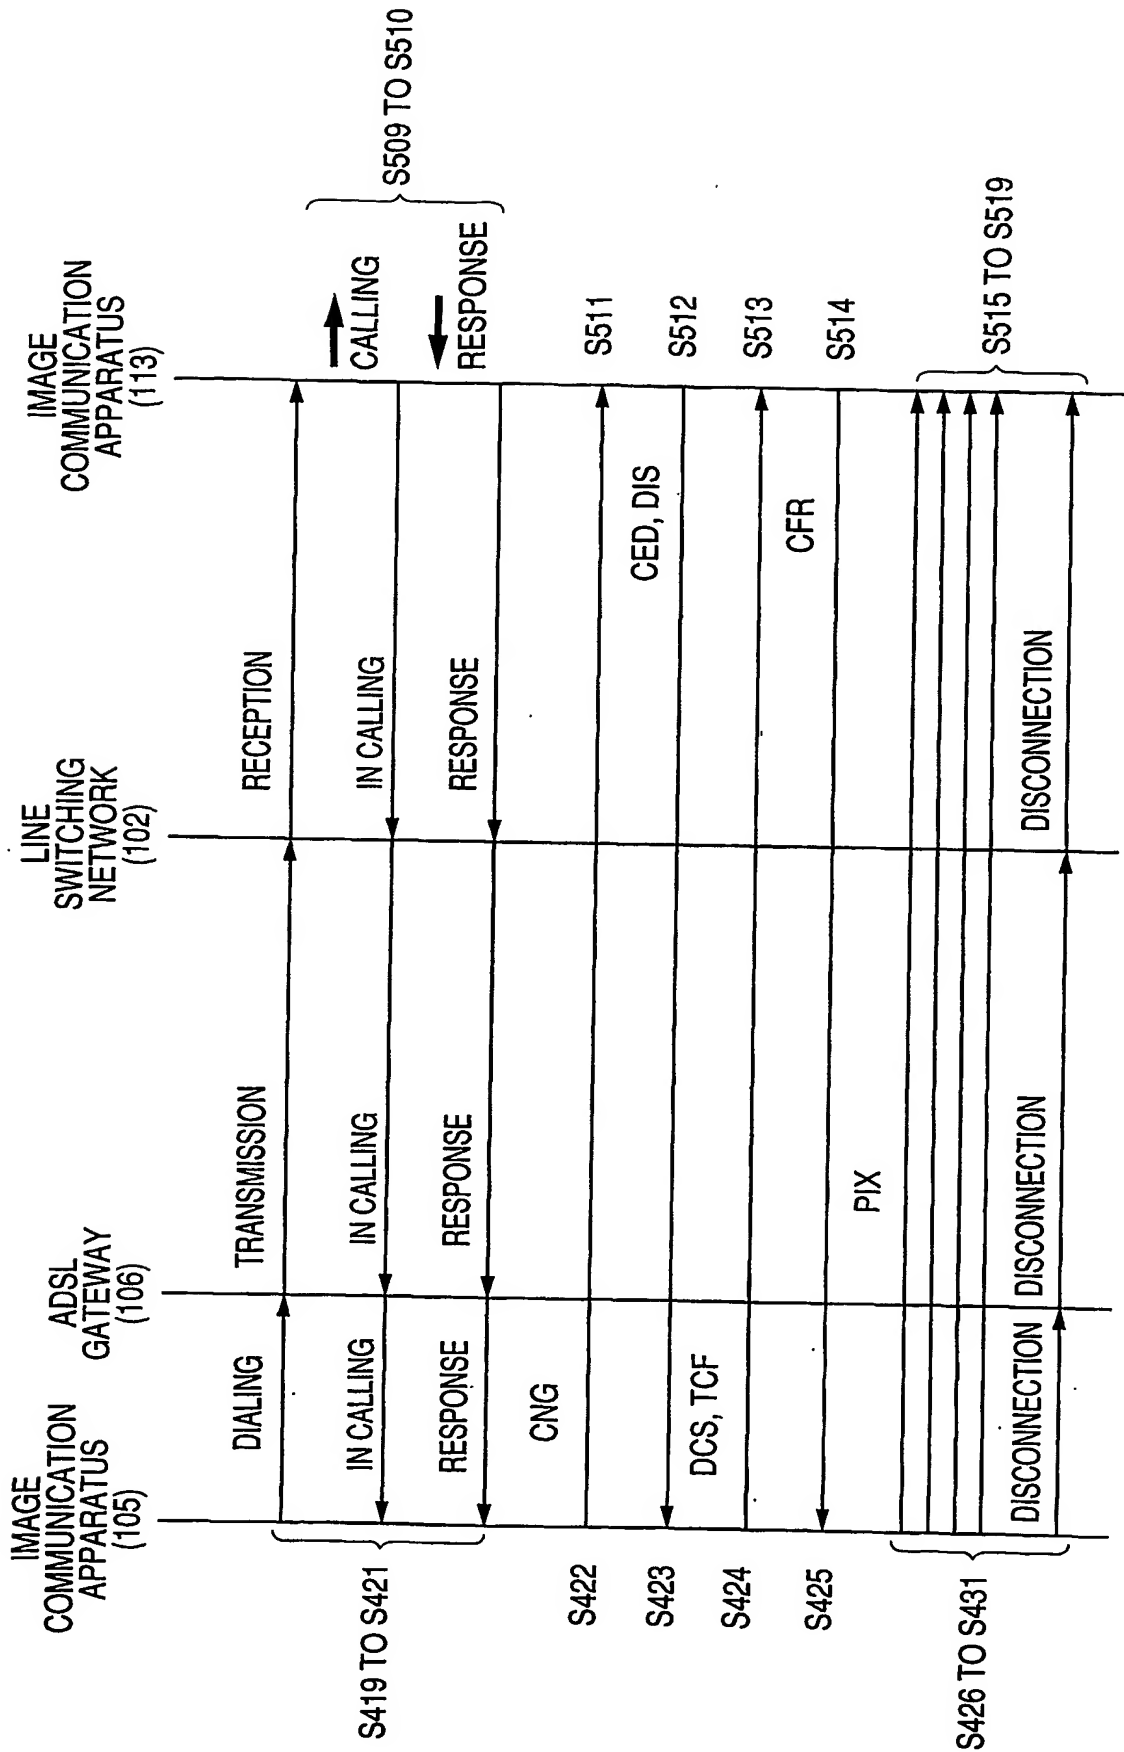 IMAGE
COMMUNICATION
APPARATUS
(105)
ADSL
GATEWAY
(106)
LINE
SWITCHING
NETWORK
(102)
IMAGE
COMMUNICATION
APPARATUS
(113)
DIALING
TRANSMISSION
RECEPTION
CALLING
S419 TO S421
IN CALLING
IN CALLING
IN CALLING
S509 TO S510
RESPONSE
RESPONSE
RESPONSE
RESPONSE
CNG
S422
S511
CED, DIS
S423
S512
DCS, TCF
S424
S513
CFR
S425
S514
PIX
S426 TO S431
S515 TO S519
DISCONNECTION
DISCONNECTION
DISCONNECTION